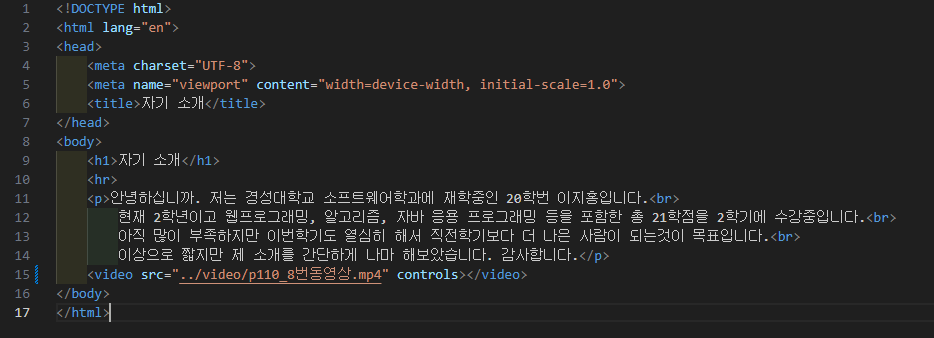 1 <!DOCTYPE html>
2 <html lang="en">
3 <head>
4 <meta charset="UTF-8">
5 <meta name="viewport" content="width=device-width, initial-scale=1.0">
6 <title>자기 소개</title>
7 </head>
8 <body>
9 <h1>자기 소개</h1>
10 <hr>
11 <p>안녕하십니까. 저는 경성대학교 소프트웨어학과에 재학중인 20학번 이지홍입니다.<br>
12 현재 2학년이고 웹프로그래밍, 알고리즘, 자바 응용 프로그래밍 등을 포함한 총 21학점을 2학기에 수강중입니다.<br>
13 아직 많이 부족하지만 이번학기도 열심히 해서 직전학기보다 더 나은 사람이 되는것이 목표입니다.<br>
14 이상으로 짧지만 제 소개를 간단하게 나마 해보았습니다. 감사합니다.</p>
15 <video src="../video/p110_8번동영상.mp4" controls></video>
16 </body>
17 </html>